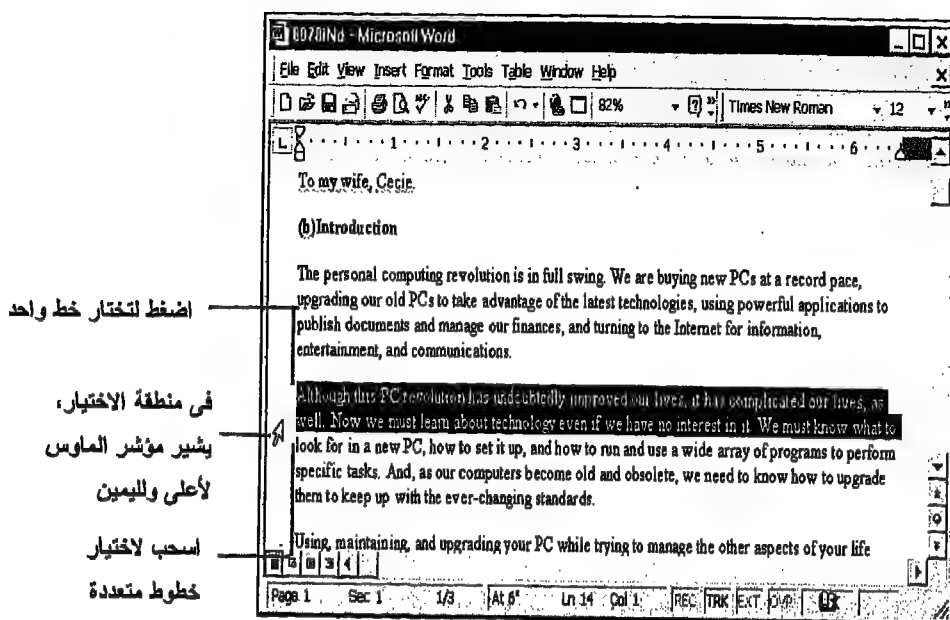 Microsoft Word
File Edit View Insert Format Tools Table Window Help
82% Times New Roman 12
1 2 3 4 5 6
To my wife, Cecie.
(b)Introduction
The personal computing revolution is in full swing. We are buying new PCs at a record pace,
upgrading our old PCs to take advantage of the latest technologies, using powerful applications to
publish documents and manage our finances, and turning to the Internet for information,
entertainment, and communications.
Although this PC revolution has undoubtedly improved our lives, it has complicated our lives, as
well. Now we must learn about technology even if we have no interest in it. We must know what to
look for in a new PC, how to set it up, and how to run and use a wide array of programs to perform
specific tasks. And, as our computers become old and obsolete, we need to know how to upgrade
them to keep up with the ever-changing standards.
Using, maintaining, and upgrading your PC while trying to manage the other aspects of your life
Page 1 Sec 1 1/3 At 6" Ln 14 Col 1 REC TRK EXT OVR
اضغط لتختار خط واحد
فى منطقة الاختيار،
يشير مؤشر الماوس
لأعلى ولليمين
اسحب لاختيار
خطوط متعددة